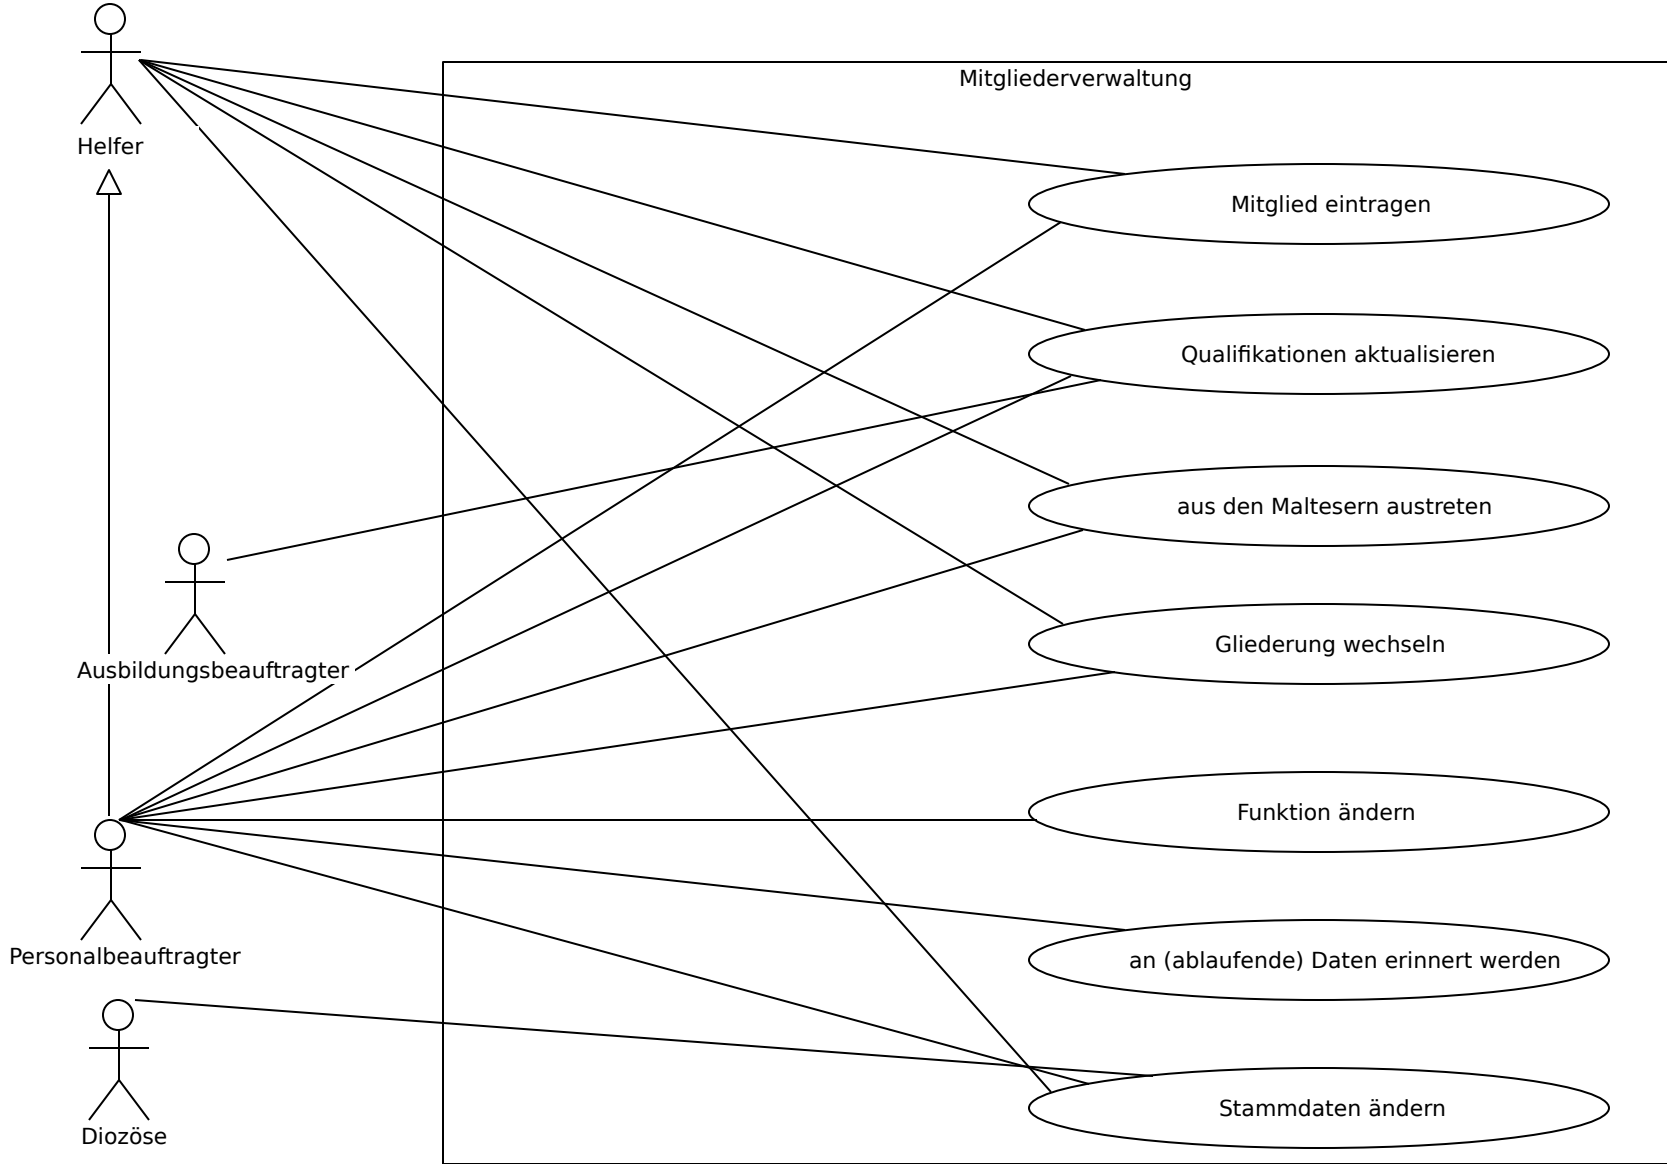 Mitgliederverwaltung
Helfer
Mitglied eintragen
Qualifikationen aktualisieren
aus den Maltesern austreten
Gliederung wechseln
Ausbildungsbeauftragter
Funktion ändern
Personalbeauftragter
an (ablaufende) Daten erinnert werden
Stammdaten ändern
Diozöse